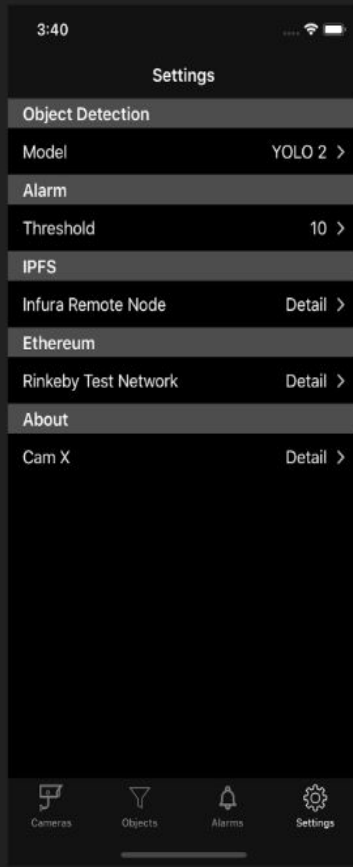 3:40
Settings
Object Detection
Model YOLO 2 >
Alarm
Threshold 10 >
IPFS
Infura Remote Node Detail >
Ethereum
Rinkeby Test Network Detail >
About
Cam X Detail >
Cameras Objects Alarms Settings